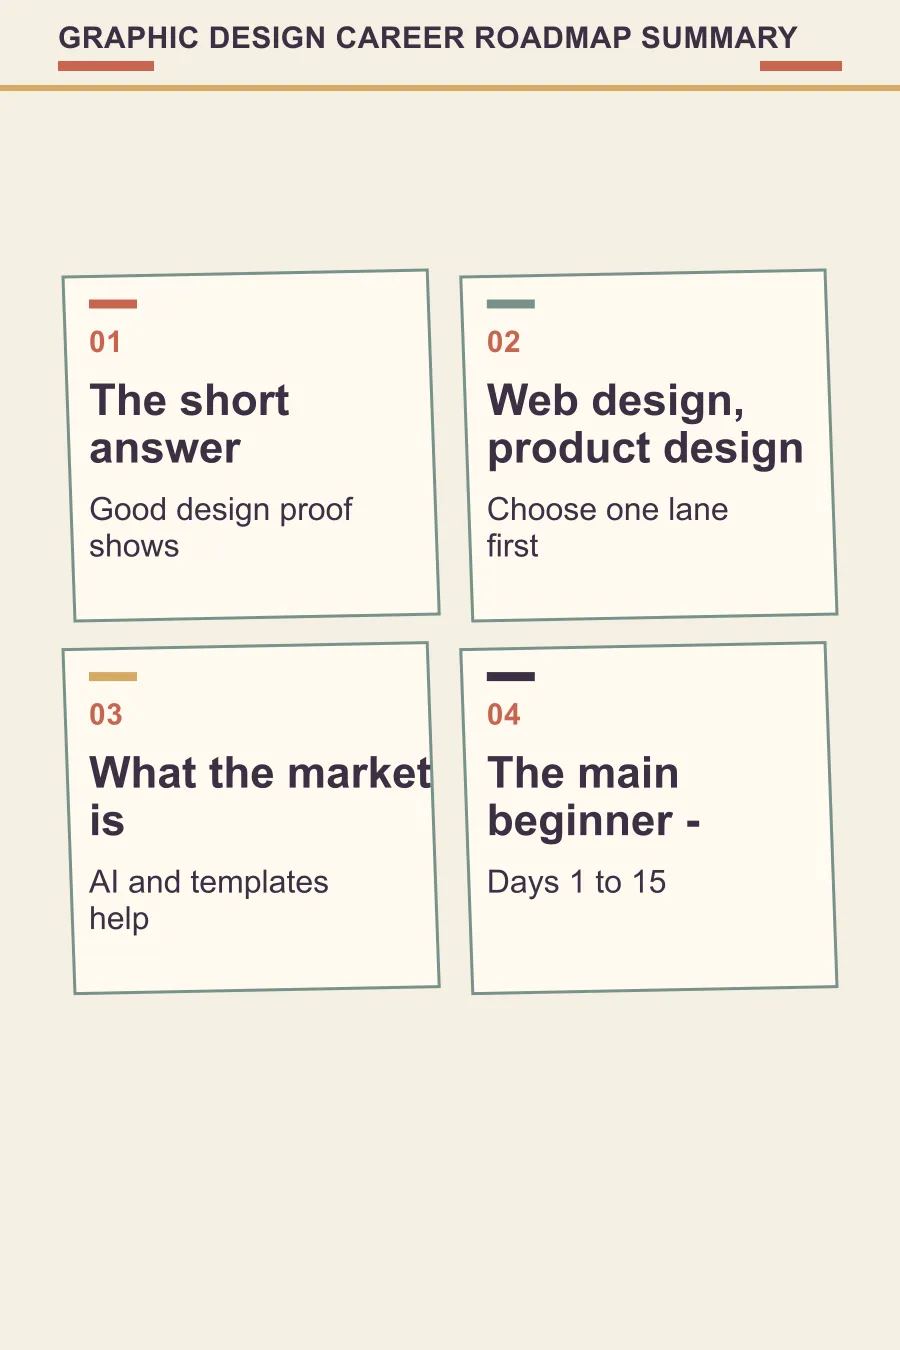 GRAPHIC DESIGN CAREER ROADMAP SUMMARY
01
The short
answer
Good design proof
shows
02
Web design,
product design
Choose one lane
first
03
What the market
is
AI and templates
help
04
The main
beginner -
Days 1 to 15